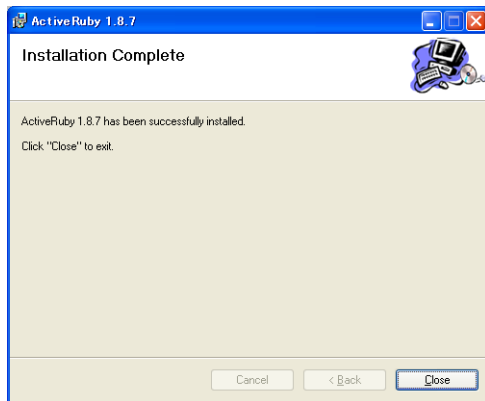 ActiveRuby 1.8.7
Installation Complete
ActiveRuby 1.8.7 has been successfully installed.
Click "Close" to exit.
Cancel
< Back
Close